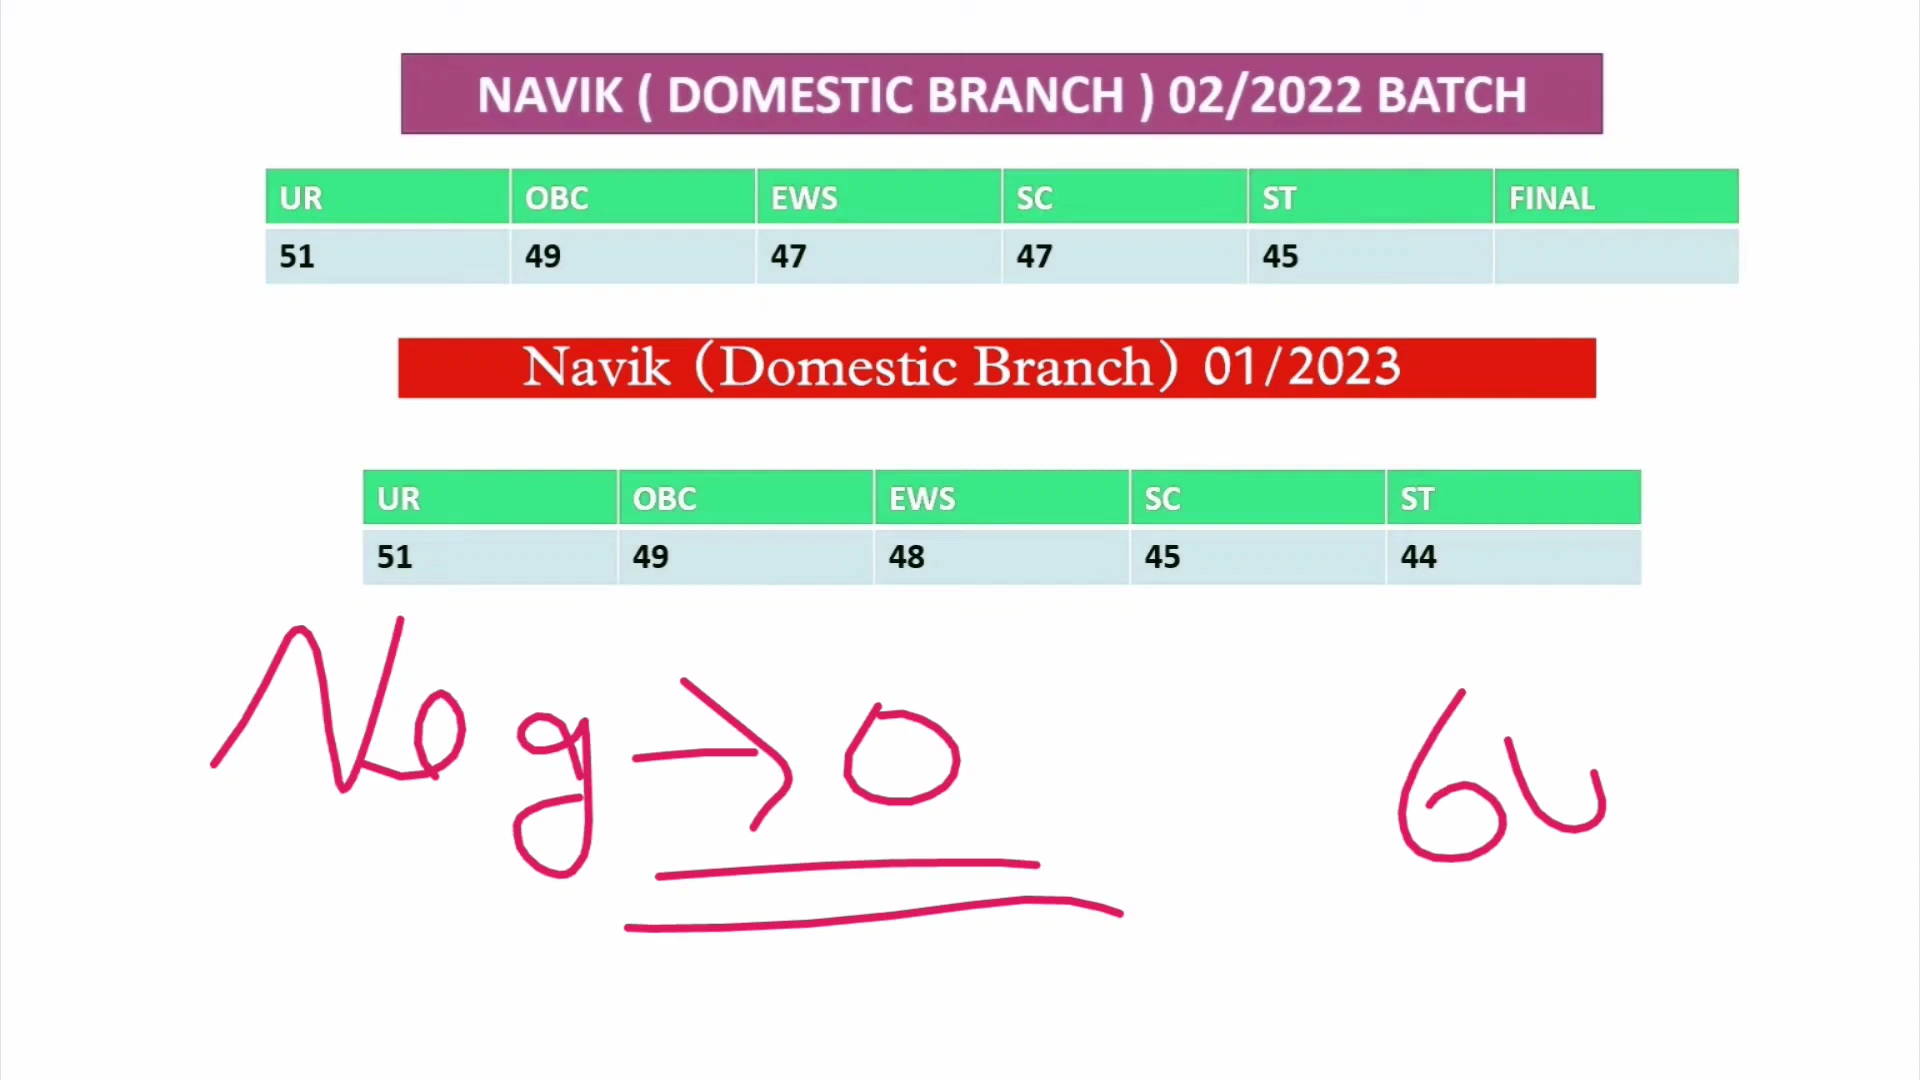 NAVIK ( DOMESTIC BRANCH ) 02/2022 BATCH
UR OBC EWS SC ST FINAL
51 49 47 47 45
Navik (Domestic Branch) 01/2023
UR OBC EWS SC ST
51 49 48 45 44
Neg → 0